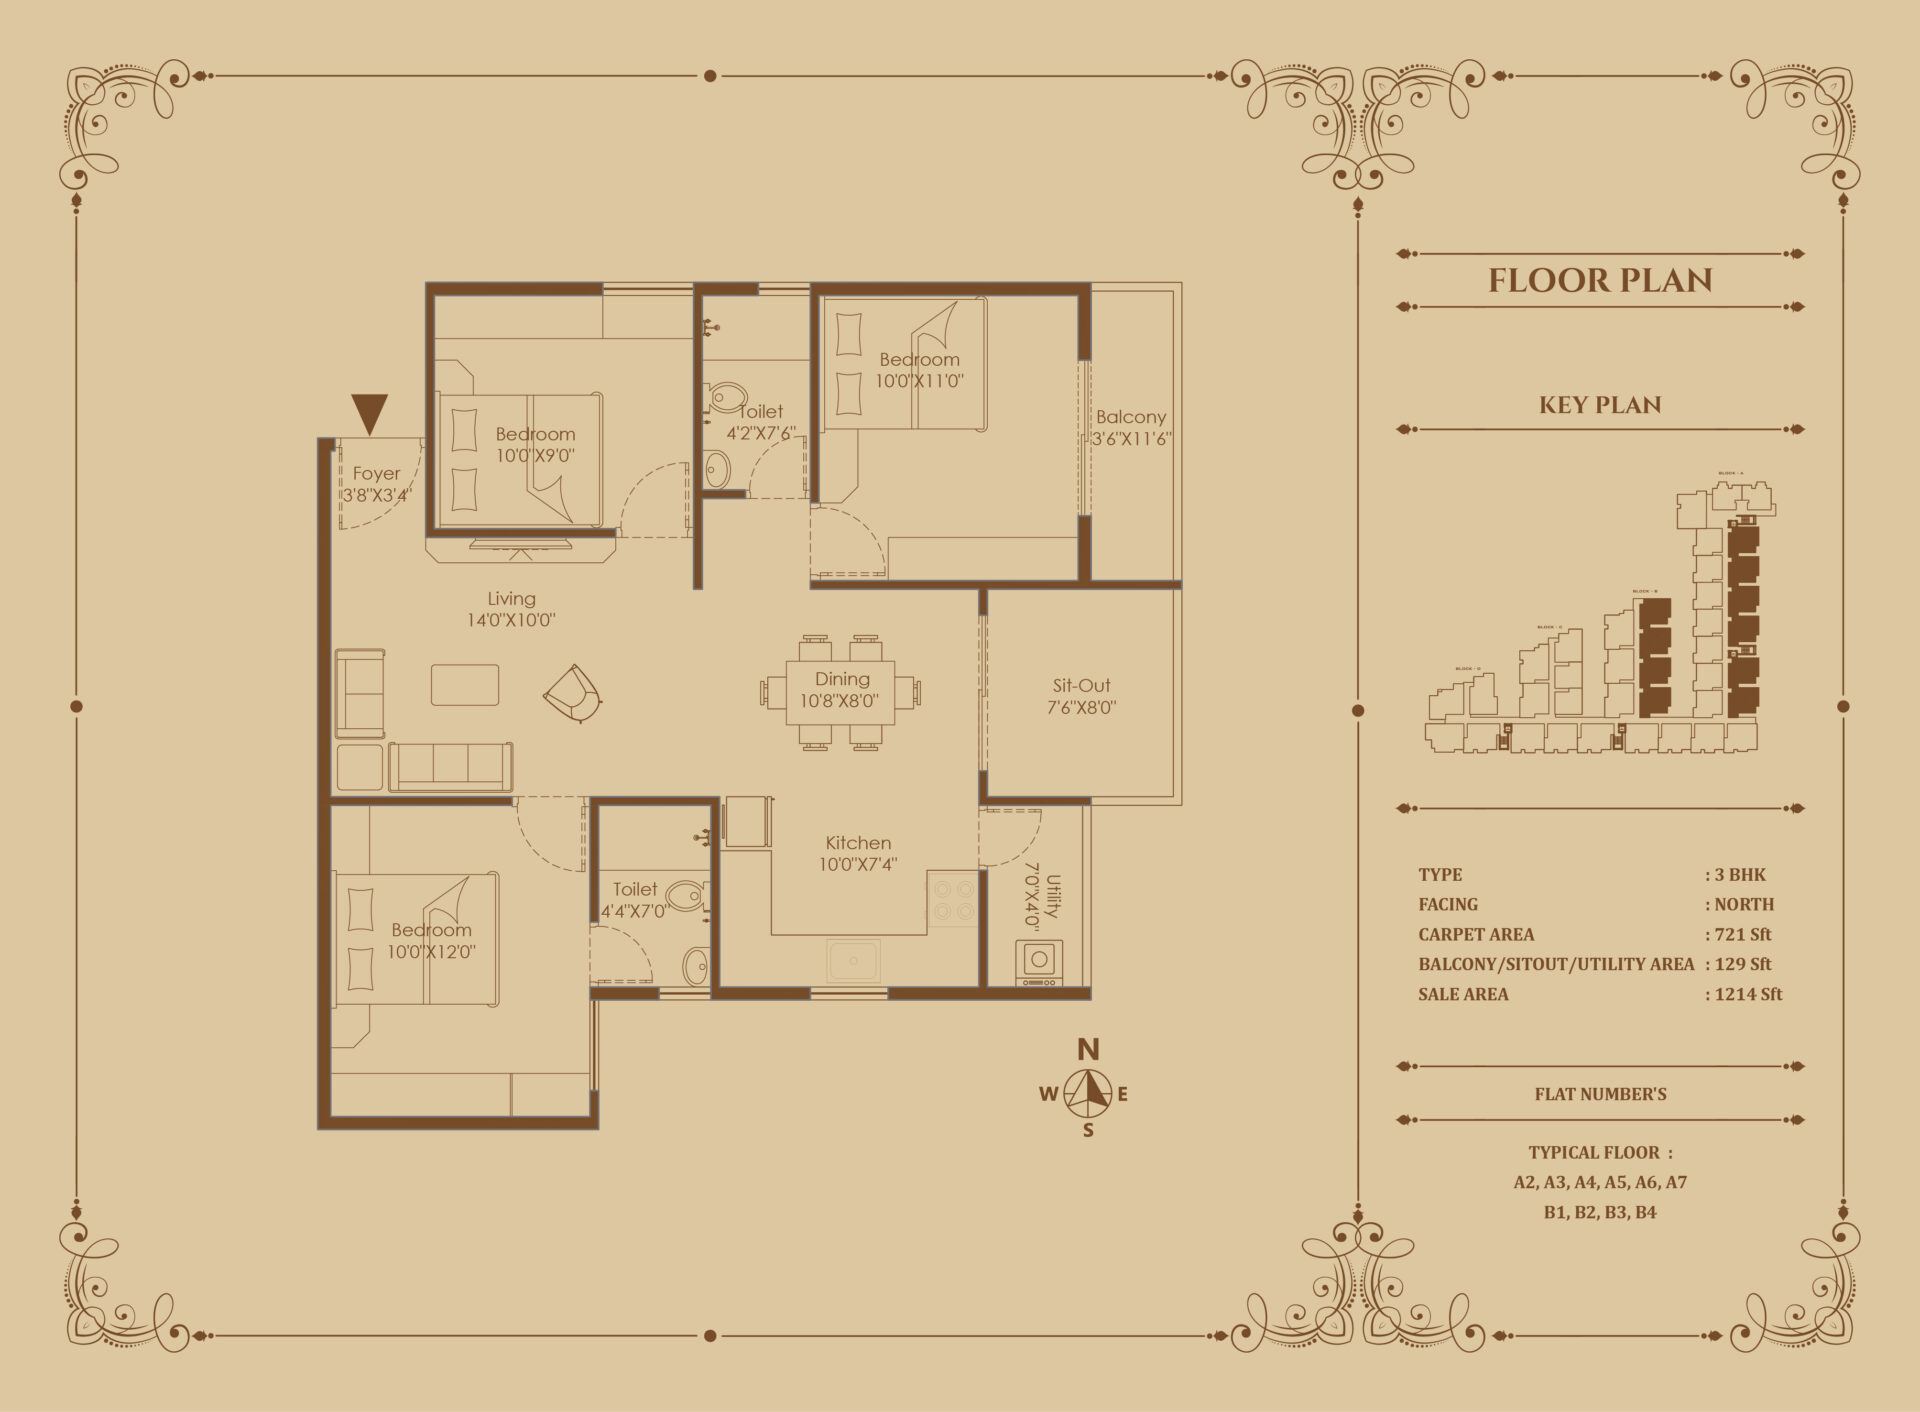 FLOOR PLAN
KEY PLAN
BLOCK - A
BLOCK - B
BLOCK - C
BLOCK - D
Bedroom
10'0"X11'0"
Toilet
4'2"X7'6"
Balcony
3'6"X11'6"
Bedroom
10'0"X9'0"
Foyer
3'8"X3'4"
Living
14'0"X10'0"
Dining
10'8"X8'0"
Sit-Out
7'6"X8'0"
Kitchen
10'0"X7'4"
Utility
7'0"X4'0"
Toilet
4'4"X7'0"
Bedroom
10'0"X12'0"
N
W E
S
TYPE : 3 BHK
FACING : NORTH
CARPET AREA : 721 Sft
BALCONY/SITOUT/UTILITY AREA : 129 Sft
SALE AREA : 1214 Sft
FLAT NUMBER'S
TYPICAL FLOOR :
A2, A3, A4, A5, A6, A7
B1, B2, B3, B4